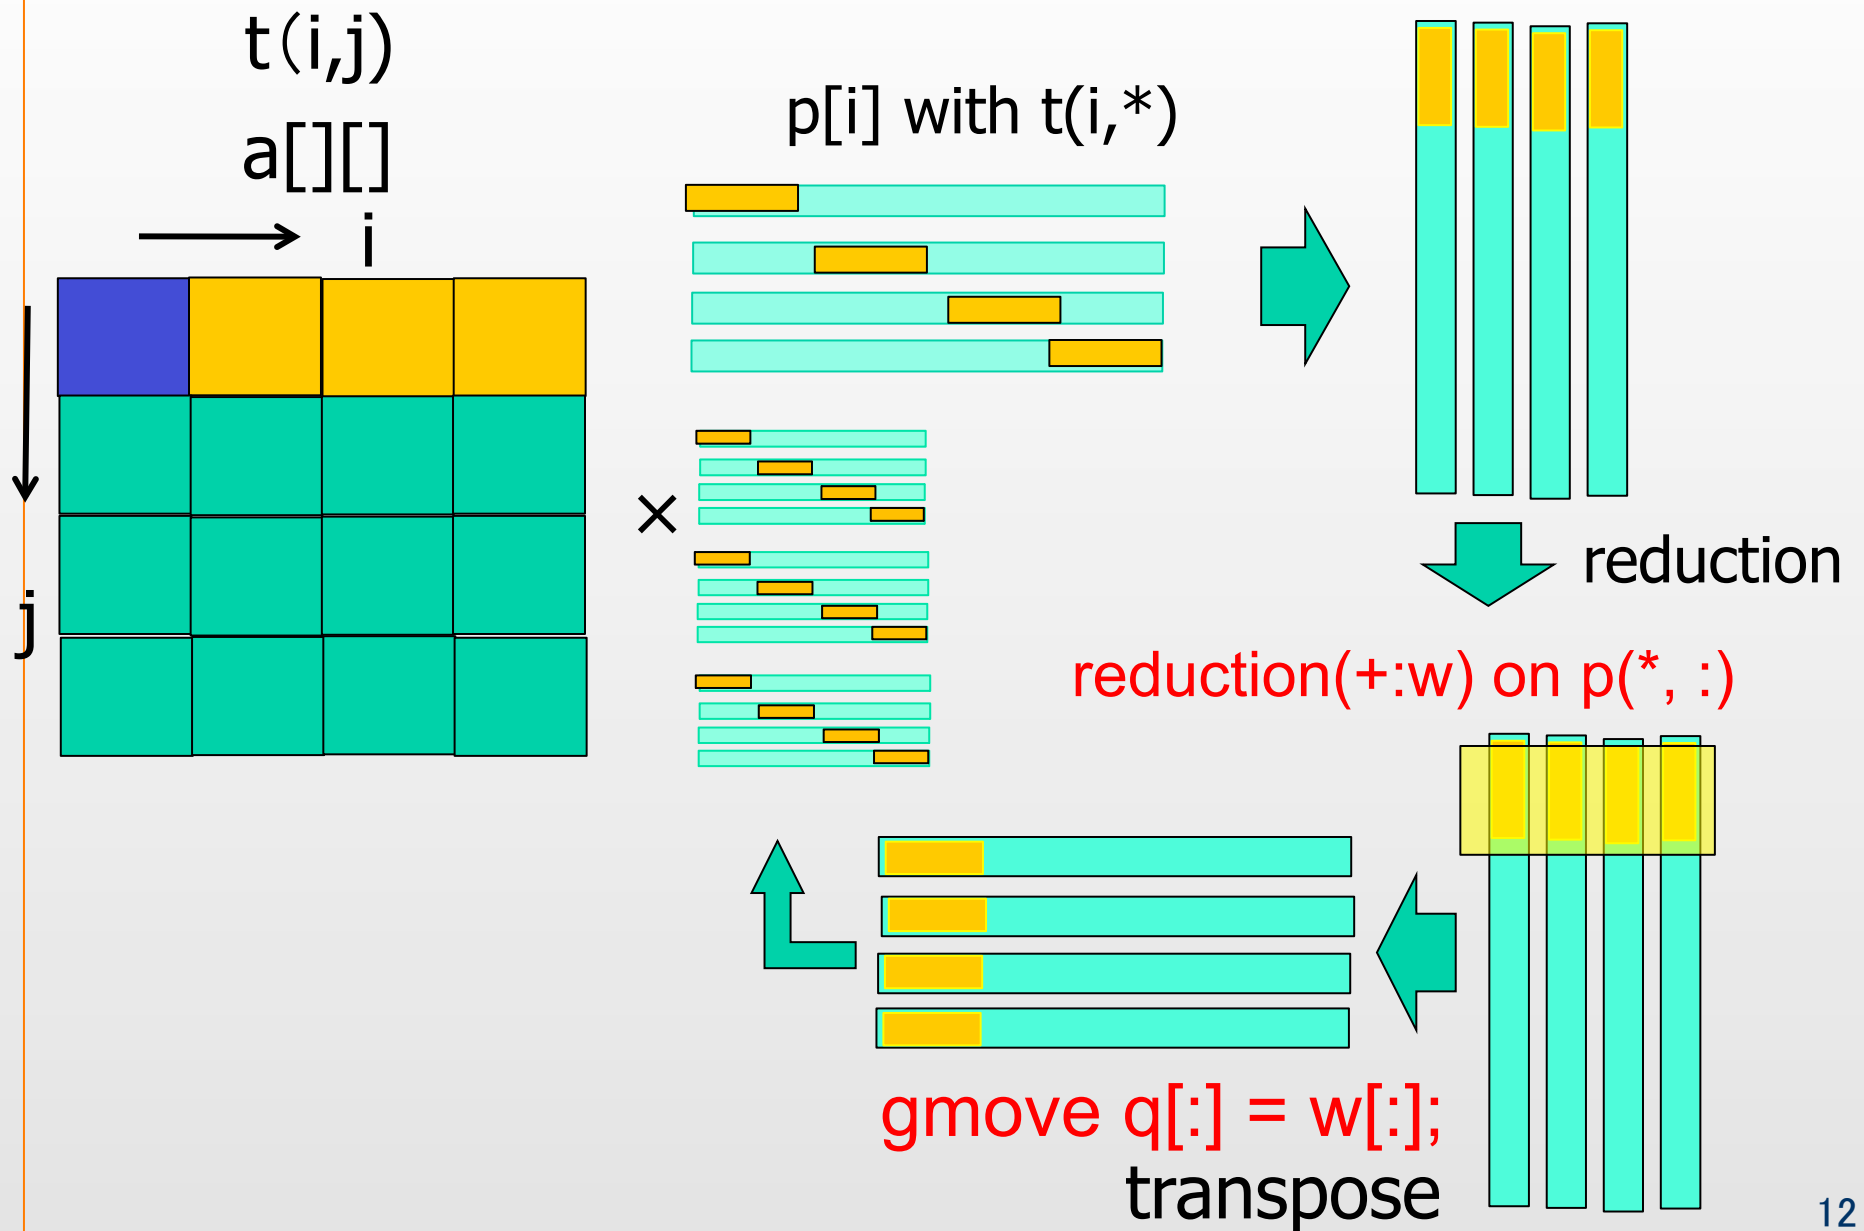 t(i,j)
a[][]
i
j
p[i] with t(i,*)
×
reduction
reduction(+:w) on p(*, :)
gmove q[:] = w[:];
transpose
12